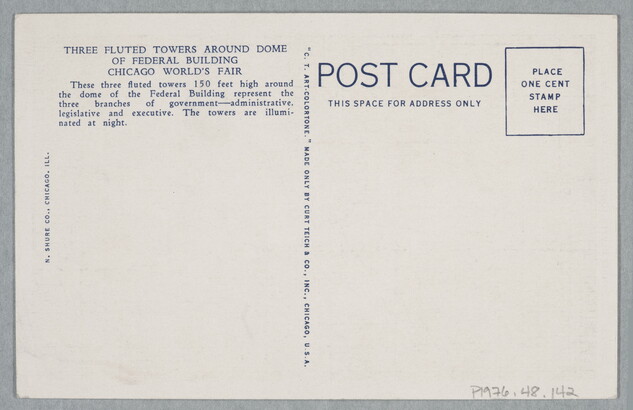 THREE FLUTED TOWERS AROUND DOME
OF FEDERAL BUILDING
CHICAGO WORLD'S FAIR
These three fluted towers 150 feet high around
the dome of the Federal Building represent the
three branches of government—administrative,
legislative and executive. The towers are illumi-
nated at night.
N. SHURE CO., CHICAGO, ILL.
"C. T. ART-COLORTONE." MADE ONLY BY CURT TEICH & CO., INC., CHICAGO, U.S.A.
POST CARD
THIS SPACE FOR ADDRESS ONLY
PLACE
ONE CENT
STAMP
HERE
P1976.48.142